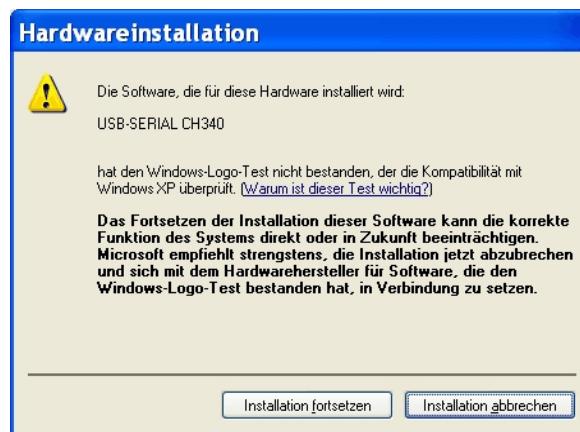 Hardwareinstallation
Die Software, die für diese Hardware installiert wird:
USB-SERIAL CH340
hat den Windows-Logo-Test nicht bestanden, der die Kompatibilität mit
Windows XP überprüft. (Warum ist dieser Test wichtig?)
Das Fortsetzen der Installation dieser Software kann die korrekte
Funktion des Systems direkt oder in Zukunft beeinträchtigen.
Microsoft empfiehlt strengstens, die Installation jetzt abzubrechen
und sich mit dem Hardwarehersteller für Software, die den
Windows-Logo-Test bestanden hat, in Verbindung zu setzen.
Installation fortsetzen
Installation abbrechen